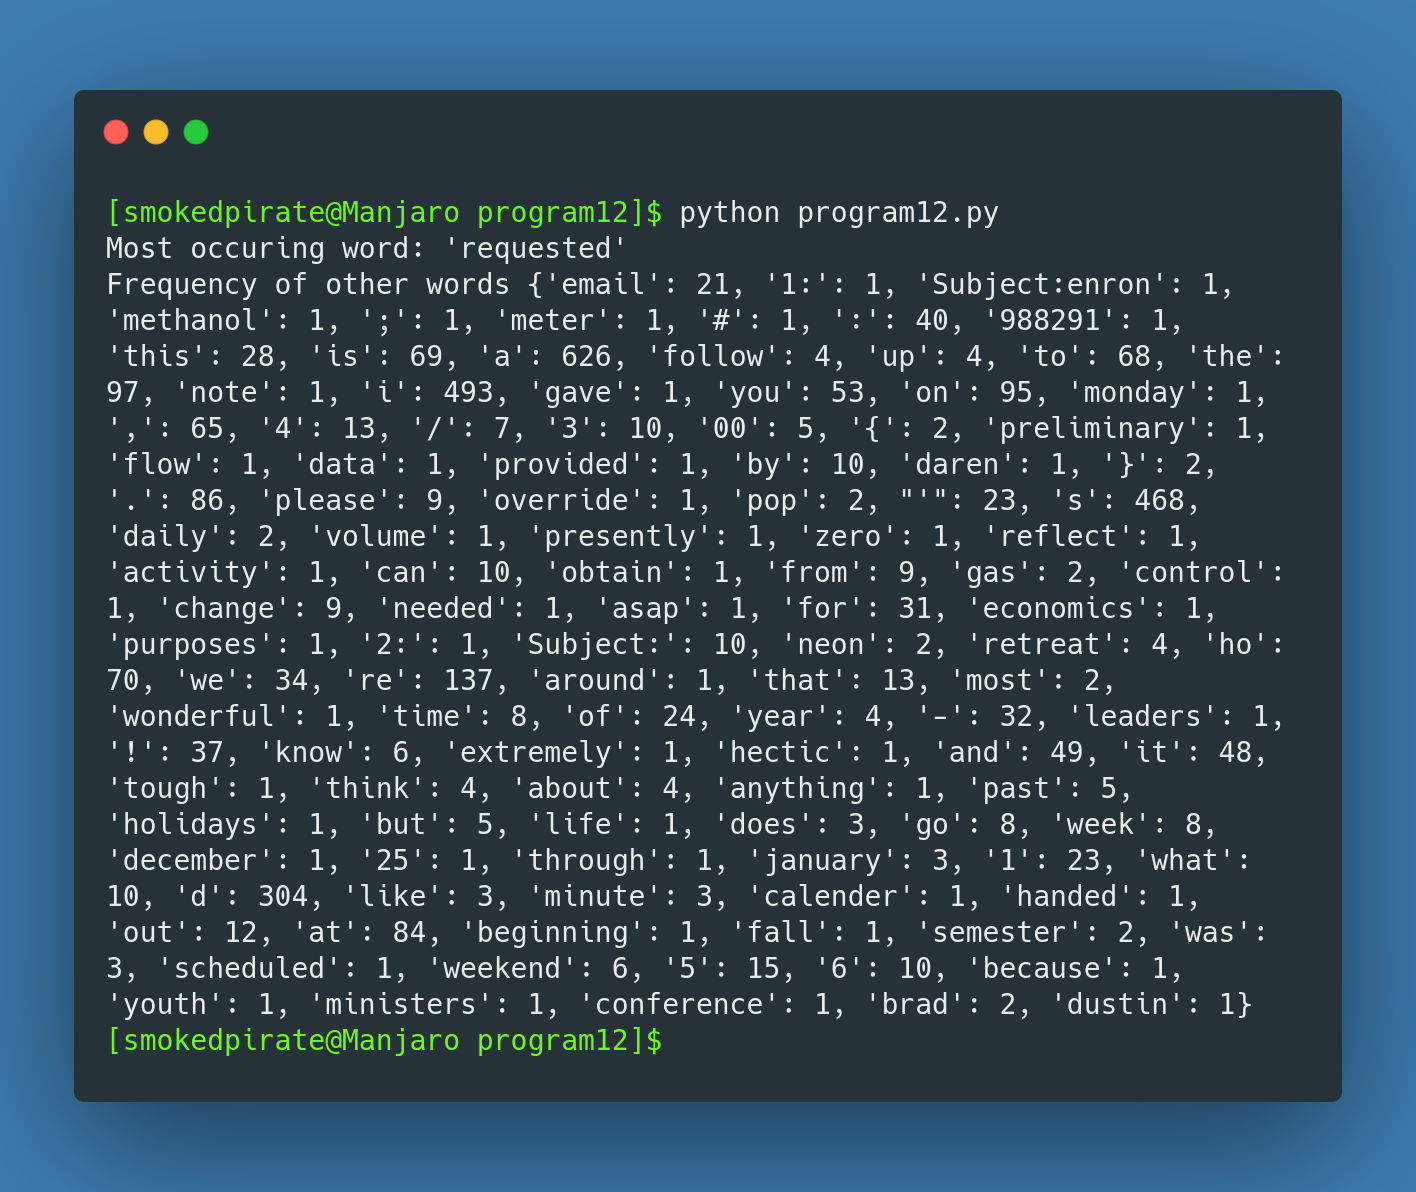 [smokedpirate@Manjaro program12]$ python program12.py
Most occuring word: 'requested'
Frequency of other words {'email': 21, '1:': 1, 'Subject:enron': 1,
'methanol': 1, ';': 1, 'meter': 1, '#': 1, ':': 40, '988291': 1,
'this': 28, 'is': 69, 'a': 626, 'follow': 4, 'up': 4, 'to': 68, 'the':
97, 'note': 1, 'i': 493, 'gave': 1, 'you': 53, 'on': 95, 'monday': 1,
',': 65, '4': 13, '/': 7, '3': 10, '00': 5, '{': 2, 'preliminary': 1,
'flow': 1, 'data': 1, 'provided': 1, 'by': 10, 'daren': 1, '}': 2,
'.': 86, 'please': 9, 'override': 1, 'pop': 2, "'": 23, 's': 468,
'daily': 2, 'volume': 1, 'presently': 1, 'zero': 1, 'reflect': 1,
'activity': 1, 'can': 10, 'obtain': 1, 'from': 9, 'gas': 2, 'control':
1, 'change': 9, 'needed': 1, 'asap': 1, 'for': 31, 'economics': 1,
'purposes': 1, '2:': 1, 'Subject:': 10, 'neon': 2, 'retreat': 4, 'ho':
70, 'we': 34, 're': 137, 'around': 1, 'that': 13, 'most': 2,
'wonderful': 1, 'time': 8, 'of': 24, 'year': 4, '-': 32, 'leaders': 1,
'!': 37, 'know': 6, 'extremely': 1, 'hectic': 1, 'and': 49, 'it': 48,
'tough': 1, 'think': 4, 'about': 4, 'anything': 1, 'past': 5,
'holidays': 1, 'but': 5, 'life': 1, 'does': 3, 'go': 8, 'week': 8,
'december': 1, '25': 1, 'through': 1, 'january': 3, '1': 23, 'what':
10, 'd': 304, 'like': 3, 'minute': 3, 'calender': 1, 'handed': 1,
'out': 12, 'at': 84, 'beginning': 1, 'fall': 1, 'semester': 2, 'was':
3, 'scheduled': 1, 'weekend': 6, '5': 15, '6': 10, 'because': 1,
'youth': 1, 'ministers': 1, 'conference': 1, 'brad': 2, 'dustin': 1}
[smokedpirate@Manjaro program12]$